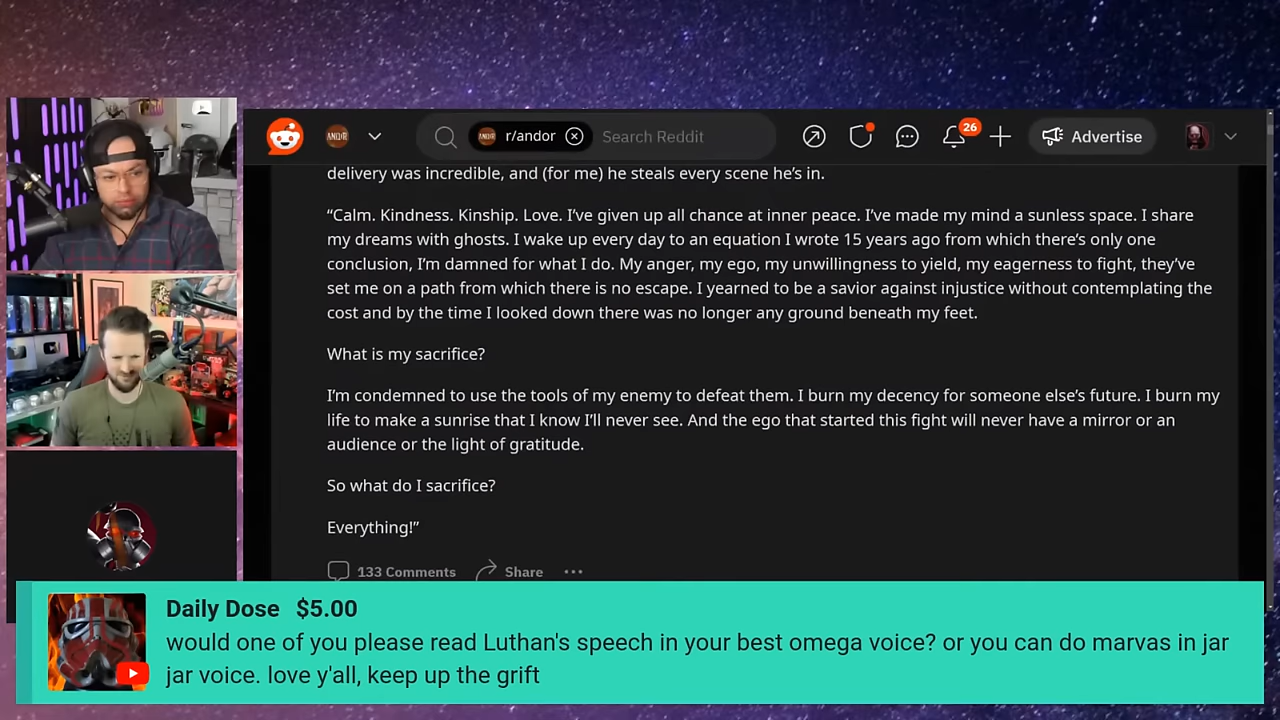 ANDOR
r/andor
Search Reddit
26
Advertise
delivery was incredible, and (for me) he steals every scene he's in.
“Calm. Kindness. Kinship. Love. I’ve given up all chance at inner peace. I’ve made my mind a sunless space. I share
my dreams with ghosts. I wake up every day to an equation I wrote 15 years ago from which there’s only one
conclusion, I’m damned for what I do. My anger, my ego, my unwillingness to yield, my eagerness to fight, they’ve
set me on a path from which there is no escape. I yearned to be a savior against injustice without contemplating the
cost and by the time I looked down there was no longer any ground beneath my feet.
What is my sacrifice?
I’m condemned to use the tools of my enemy to defeat them. I burn my decency for someone else’s future. I burn my
life to make a sunrise that I know I’ll never see. And the ego that started this fight will never have a mirror or an
audience or the light of gratitude.
So what do I sacrifice?
Everything!”
133 Comments Share
Daily Dose $5.00
would one of you please read Luthan's speech in your best omega voice? or you can do marvas in jar
jar voice. love y'all, keep up the grift